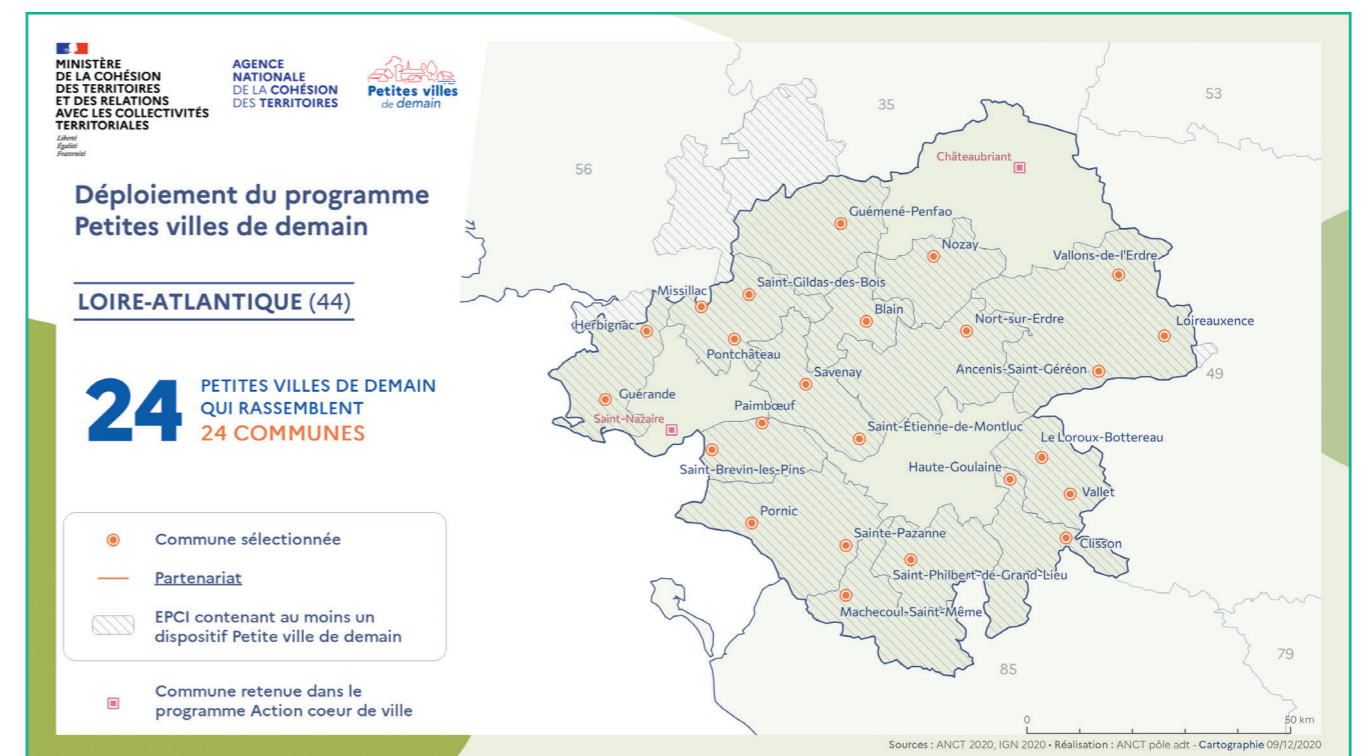 MINISTÈRE
DE LA COHÉSION
DES TERRITOIRES
ET DES RELATIONS
AVEC LES COLLECTIVITÉS
TERRITORIALES
Liberté
Égalité
Fraternité
AGENCE
NATIONALE
DE LA COHÉSION
DES TERRITOIRES
Petites villes
de demain
Déploiement du programme
Petites villes de demain
LOIRE-ATLANTIQUE (44)
24
PETITES VILLES DE DEMAIN
QUI RASSEMBLENT
24 COMMUNES
Commune sélectionnée
Partenariat
EPCI contenant au moins un
dispositif Petite ville de demain
Commune retenue dans le
programme Action coeur de ville
53
35
56
Châteaubriant
Guémené-Penfao
Nozay
Vallons-de-l'Erdre
Saint-Gildas-des-Bois
Missillac
Blain
Nort-sur-Erdre
Loireauxence
Herbignac
Pontchâteau
Savenay
Ancenis-Saint-Géréon
49
Guérande
Paimbœuf
Saint-Nazaire
Saint-Étienne-de-Montluc
Le Loroux-Bottereau
Saint-Brevin-les-Pins
Haute-Goulaine
Vallet
Pornic
Sainte-Pazanne
Clisson
Saint-Philbert-de-Grand-Lieu
Machecoul-Saint-Même
79
85
0
50 km
Sources : ANCT 2020, IGN 2020 • Réalisation : ANCT pôle adt - Cartographie 09/12/2020